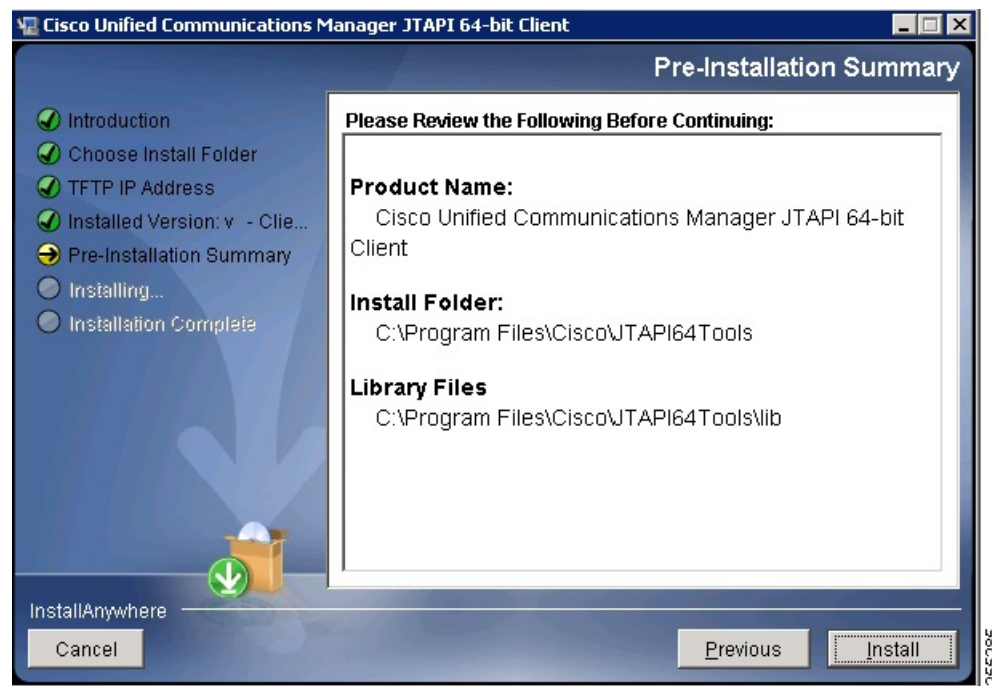 Cisco Unified Communications Manager JTAPI 64-bit Client
Pre-Installation Summary
Introduction
Choose Install Folder
TFTP IP Address
Installed Version: v - Clie...
Pre-Installation Summary
Installing...
Installation Complete
Please Review the Following Before Continuing:
Product Name:
Cisco Unified Communications Manager JTAPI 64-bit
Client
Install Folder:
C:\Program Files\Cisco\JTAPI64Tools
Library Files
C:\Program Files\Cisco\JTAPI64Tools\lib
InstallAnywhere
Cancel
Previous
Install